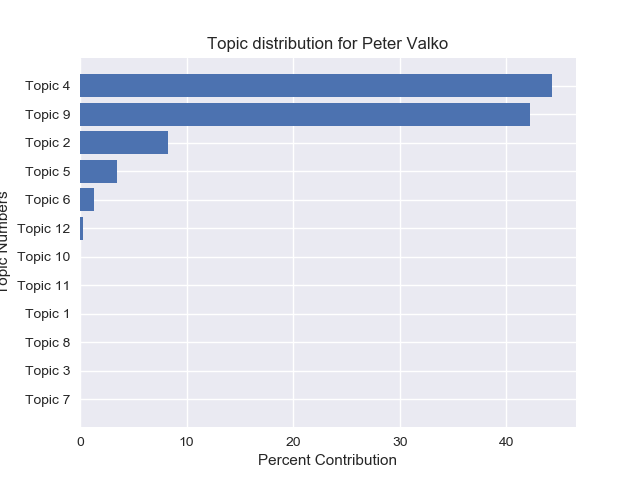 Topic distribution for Peter Valko
Topic 4
Topic 9
Topic 2
Topic 5
Topic 6
Topic 12
Topic 10
Topic 11
Topic 1
Topic 8
Topic 3
Topic 7
Topic Numbers
0 10 20 30 40
Percent Contribution